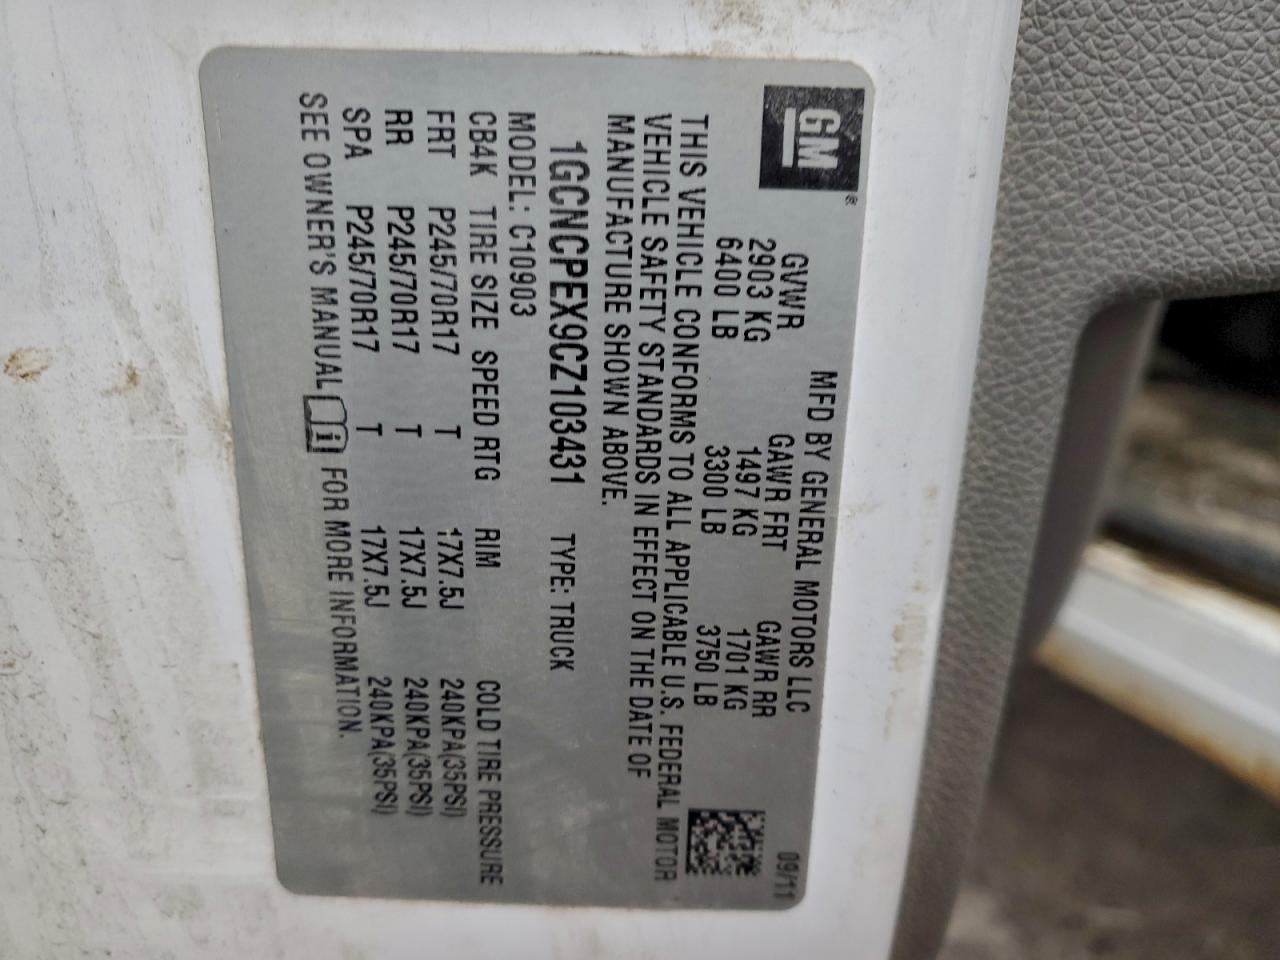 GM®
MFD BY GENERAL MOTORS LLC 09/11
GVWR GAWR FRT GAWR RR
2903 KG 1497 KG 1701 KG
6400 LB 3300 LB 3750 LB
THIS VEHICLE CONFORMS TO ALL APPLICABLE U.S. FEDERAL MOTOR
VEHICLE SAFETY STANDARDS IN EFFECT ON THE DATE OF
MANUFACTURE SHOWN ABOVE.
1GCNCPEX9CZ103431 TYPE: TRUCK
MODEL: C10903
CB4K TIRE SIZE SPEED RTG RIM COLD TIRE PRESSURE
FRT P245/70R17 T 17X7.5J 240KPA(35PSI)
RR P245/70R17 T 17X7.5J 240KPA(35PSI)
SPA P245/70R17 T 17X7.5J 240KPA(35PSI)
SEE OWNER'S MANUAL i FOR MORE INFORMATION.